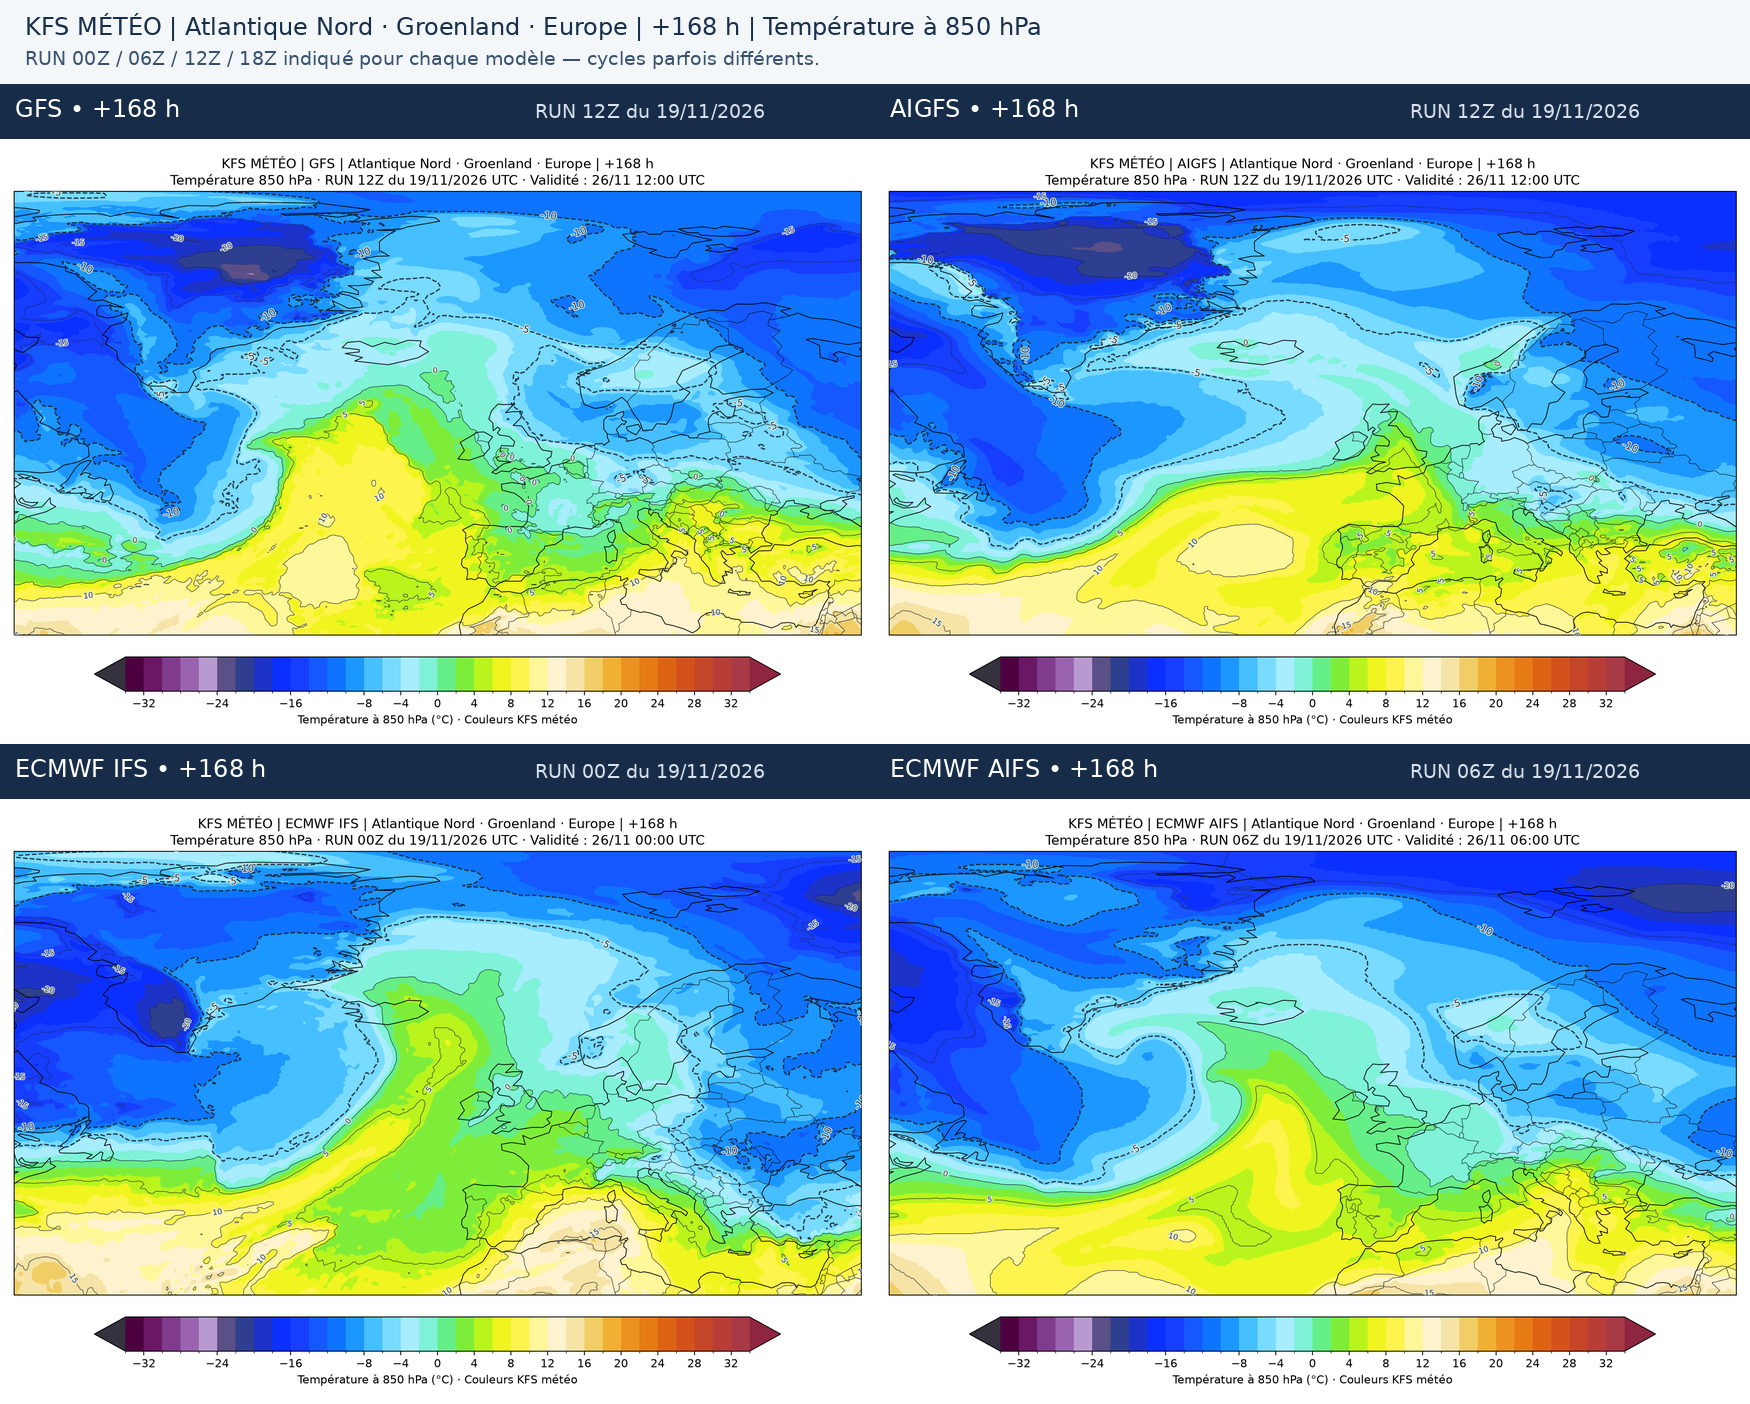 KFS MÉTÉO | Atlantique Nord · Groenland · Europe | +168 h | Température à 850 hPa
RUN 00Z / 06Z / 12Z / 18Z indiqué pour chaque modèle — cycles parfois différents.
GFS • +168 h RUN 12Z du 19/11/2026
KFS MÉTÉO | GFS | Atlantique Nord · Groenland · Europe | +168 h
Température 850 hPa · RUN 12Z du 19/11/2026 UTC · Validité : 26/11 12:00 UTC
−32 −24 −16 −8 −4 0 4 8 12 16 20 24 28 32
Température à 850 hPa (°C) · Couleurs KFS météo
AIGFS • +168 h RUN 12Z du 19/11/2026
KFS MÉTÉO | AIGFS | Atlantique Nord · Groenland · Europe | +168 h
Température 850 hPa · RUN 12Z du 19/11/2026 UTC · Validité : 26/11 12:00 UTC
−32 −24 −16 −8 −4 0 4 8 12 16 20 24 28 32
Température à 850 hPa (°C) · Couleurs KFS météo
ECMWF IFS • +168 h RUN 00Z du 19/11/2026
KFS MÉTÉO | ECMWF IFS | Atlantique Nord · Groenland · Europe | +168 h
Température 850 hPa · RUN 00Z du 19/11/2026 UTC · Validité : 26/11 00:00 UTC
−32 −24 −16 −8 −4 0 4 8 12 16 20 24 28 32
Température à 850 hPa (°C) · Couleurs KFS météo
ECMWF AIFS • +168 h RUN 06Z du 19/11/2026
KFS MÉTÉO | ECMWF AIFS | Atlantique Nord · Groenland · Europe | +168 h
Température 850 hPa · RUN 06Z du 19/11/2026 UTC · Validité : 26/11 06:00 UTC
−32 −24 −16 −8 −4 0 4 8 12 16 20 24 28 32
Température à 850 hPa (°C) · Couleurs KFS météo